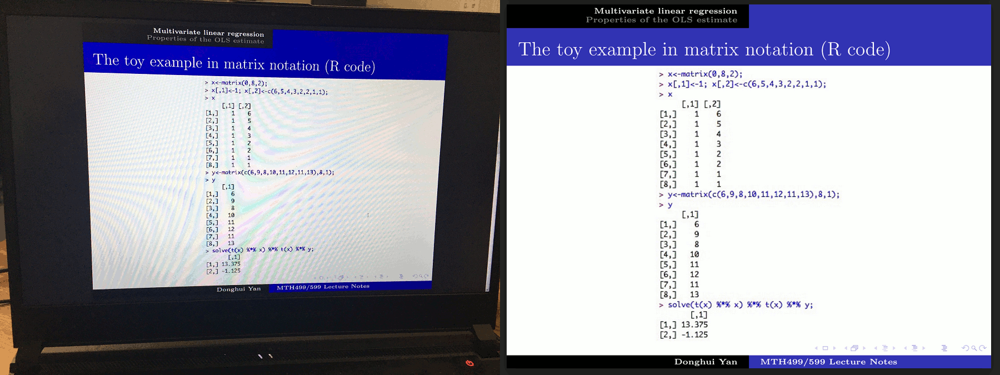 Multivariate linear regression
Properties of the OLS estimate
The toy example in matrix notation (R code)
> x<-matrix(0,8,2);
> x[,1]<-1; x[,2]<-c(6,5,4,3,2,2,1,1);
> x
[,1] [,2]
[1,] 1 6
[2,] 1 5
[3,] 1 4
[4,] 1 3
[5,] 1 2
[6,] 1 2
[7,] 1 1
[8,] 1 1
> y<-matrix(c(6,9,8,10,11,12,11,13),8,1);
> y
[,1]
[1,] 6
[2,] 9
[3,] 8
[4,] 10
[5,] 11
[6,] 12
[7,] 11
[8,] 13
> solve(t(x) %*% x) %*% t(x) %*% y;
[,1]
[1,] 13.375
[2,] -1.125
Donghui Yan MTH499/599 Lecture Notes
Multivariate linear regression
Properties of the OLS estimate
The toy example in matrix notation (R code)
> x<-matrix(0,8,2);
> x[,1]<-1; x[,2]<-c(6,5,4,3,2,2,1,1);
> x
[,1] [,2]
[1,] 1 6
[2,] 1 5
[3,] 1 4
[4,] 1 3
[5,] 1 2
[6,] 1 2
[7,] 1 1
[8,] 1 1
> y<-matrix(c(6,9,8,10,11,12,11,13),8,1);
> y
[,1]
[1,] 6
[2,] 9
[3,] 8
[4,] 10
[5,] 11
[6,] 12
[7,] 11
[8,] 13
> solve(t(x) %*% x) %*% t(x) %*% y;
[,1]
[1,] 13.375
[2,] -1.125
Donghui Yan MTH499/599 Lecture Notes